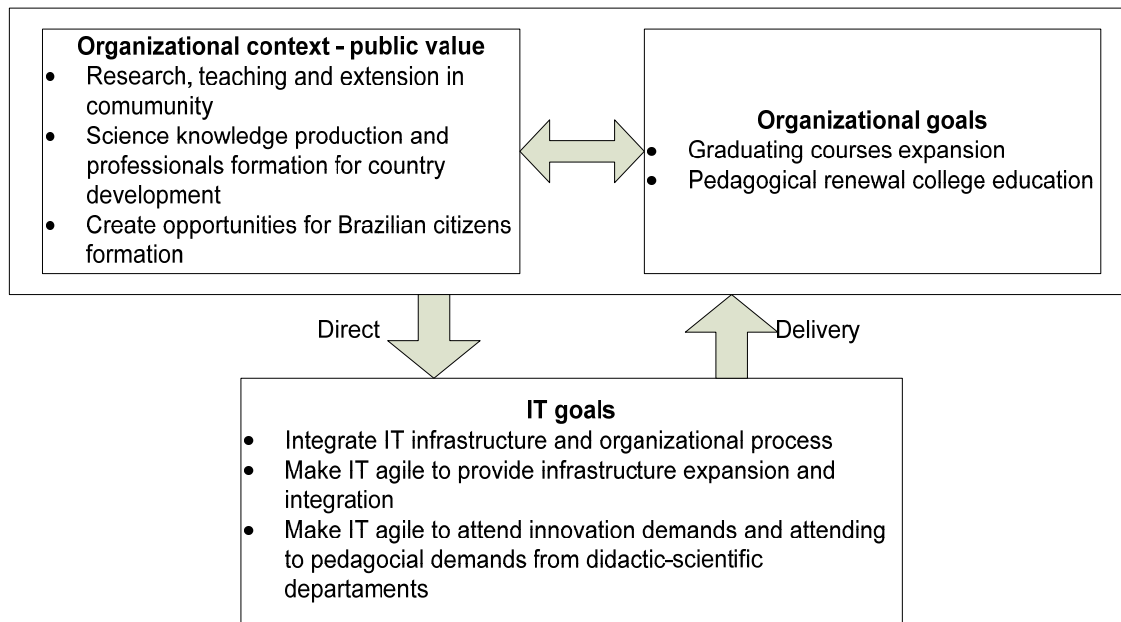 Organizational context - public value
• Research, teaching and extension in
comumunity
• Science knowledge production and
professionals formation for country
development
• Create opportunities for Brazilian citizens
formation
Organizational goals
• Graduating courses expansion
• Pedagogical renewal college education
Direct
Delivery
IT goals
• Integrate IT infrastructure and organizational process
• Make IT agile to provide infrastructure expansion and
integration
• Make IT agile to attend innovation demands and attending
to pedagocial demands from didactic-scientific
departaments